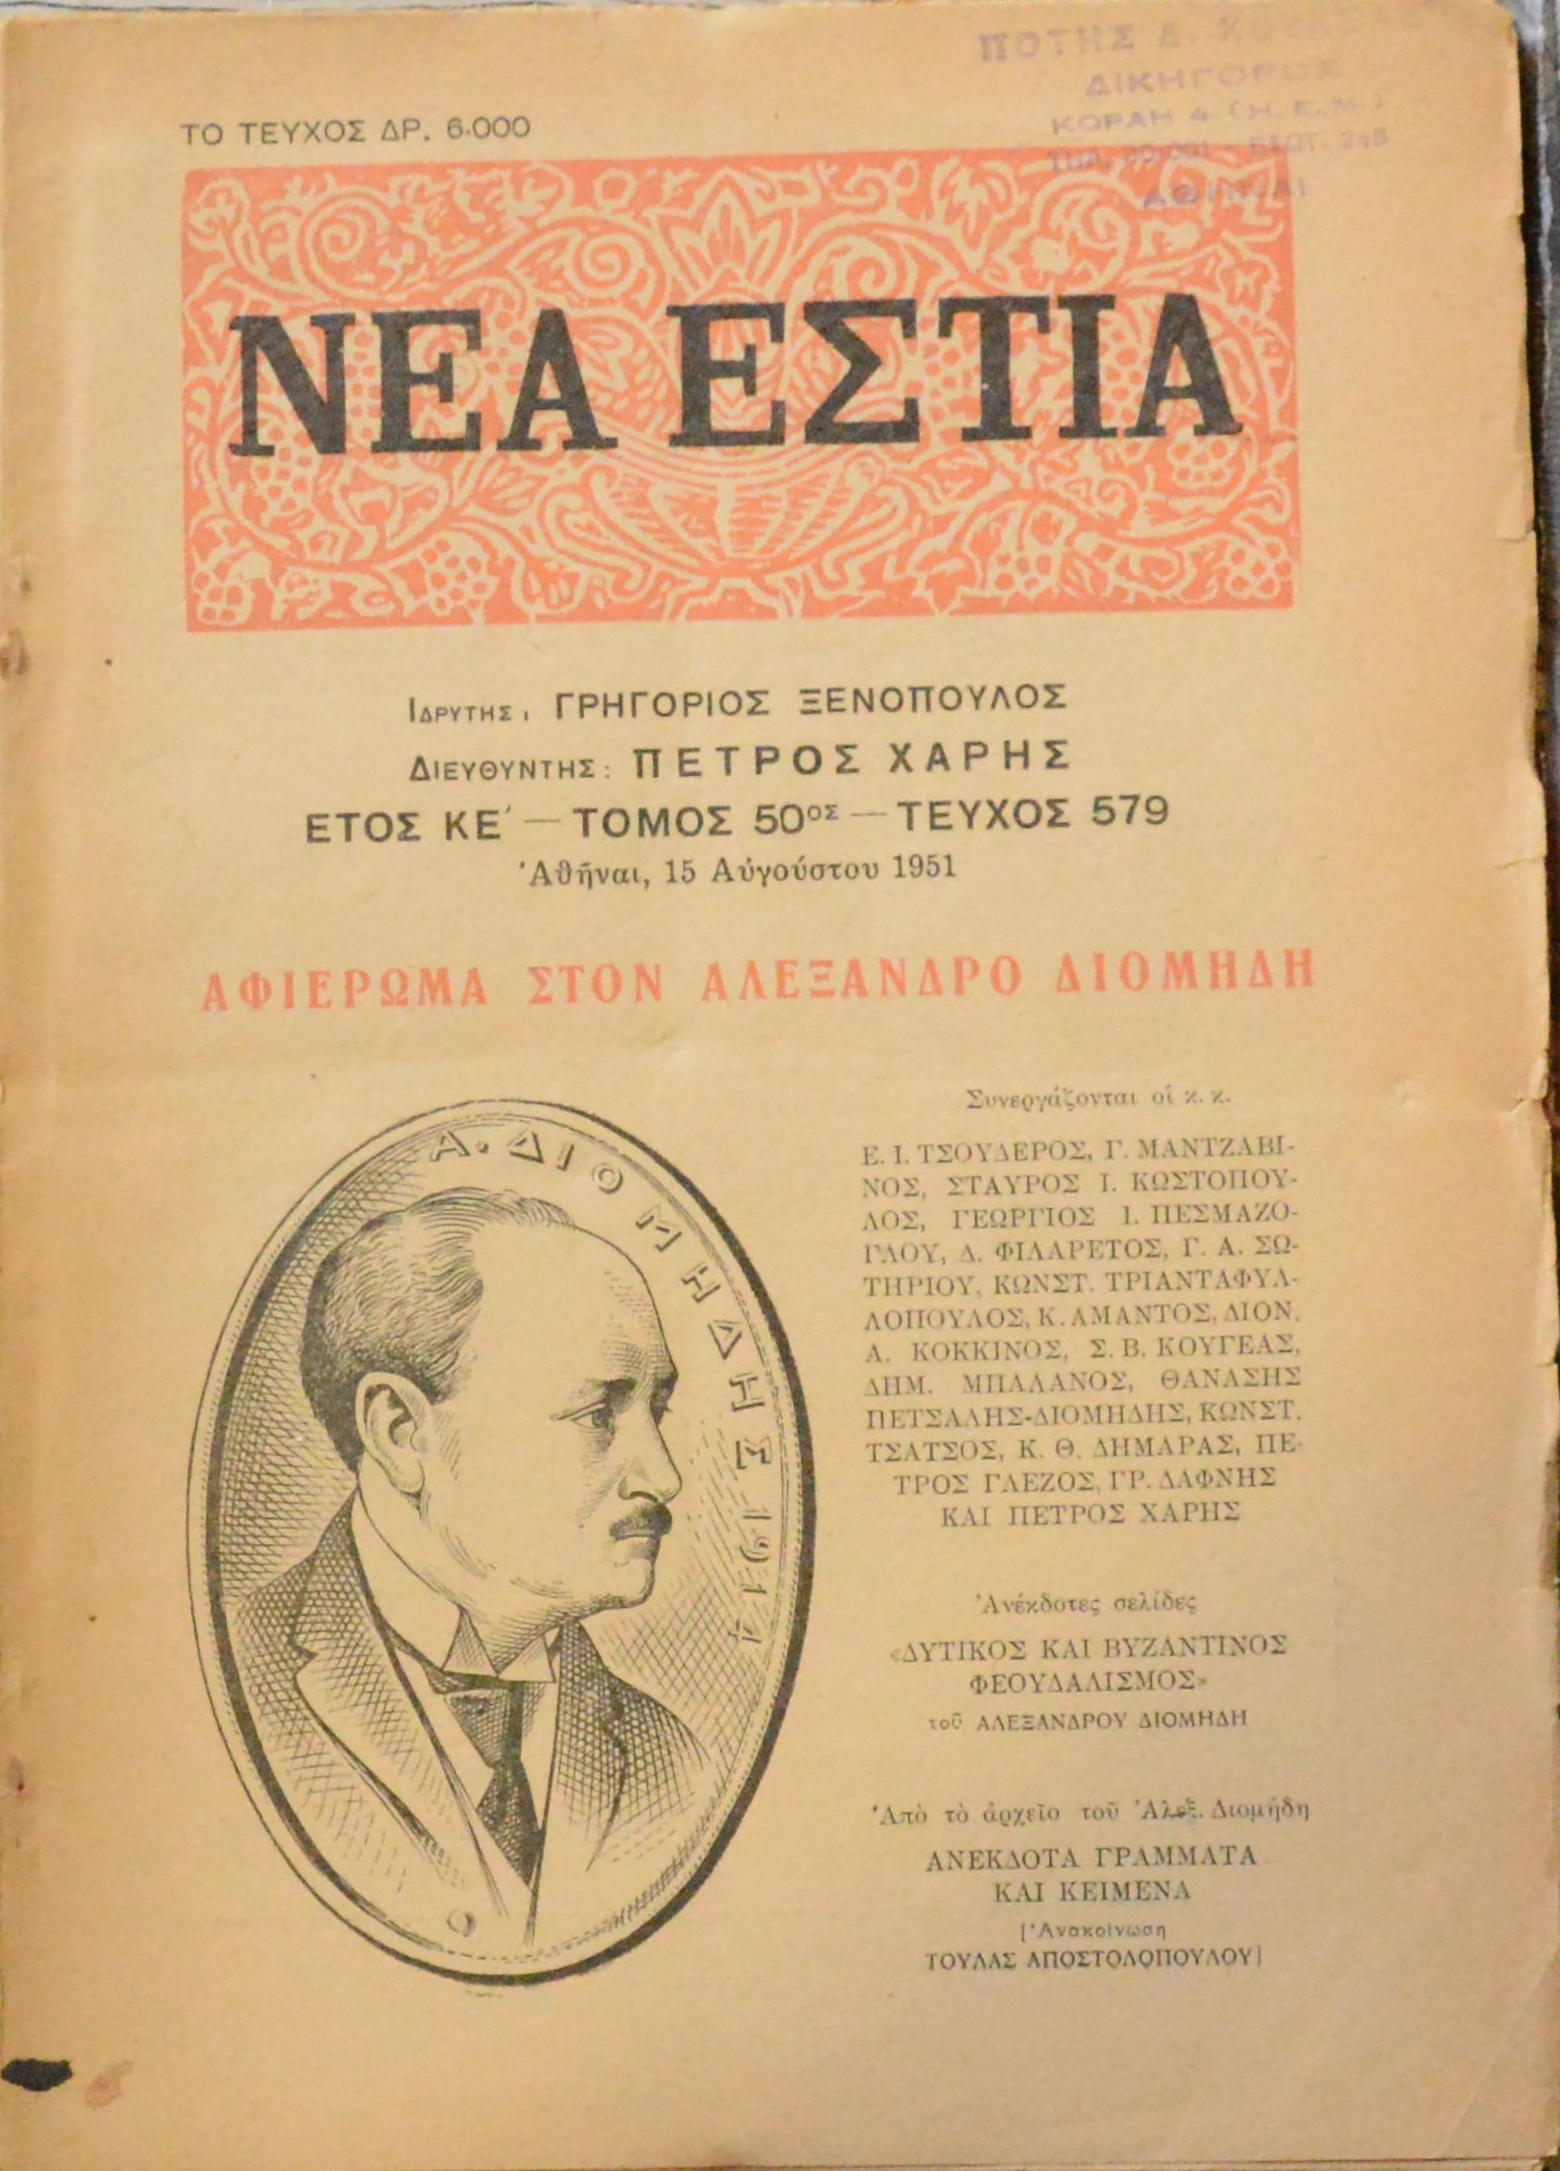 ΠΟΤΗΣ Δ.
ΔΙΚΗΓΟΡΟΣ
ΚΟΡΑΗ 4 (Η. Ε. Μ.)
ΑΘΗΝΑΙ
ΤΟ ΤΕΥΧΟΣ ΔΡ. 6.000
ΝΕΑ ΕΣΤΙΑ
ΙΔΡΥΤΗΣ: ΓΡΗΓΟΡΙΟΣ ΞΕΝΟΠΟΥΛΟΣ
ΔΙΕΥΘΥΝΤΗΣ: ΠΕΤΡΟΣ ΧΑΡΗΣ
ΕΤΟΣ ΚΕ΄ — ΤΟΜΟΣ 50ΟΣ — ΤΕΥΧΟΣ 579
Ἀθῆναι, 15 Αὐγούστου 1951
ΑΦΙΕΡΩΜΑ ΣΤΟΝ ΑΛΕΞΑΝΔΡΟ ΔΙΟΜΗΔΗ
Α. ΔΙΟΜΗΔΗΣ 1914
Συνεργάζονται οἱ κ. κ.
Ε. Ι. ΤΣΟΥΔΕΡΟΣ, Γ. ΜΑΝΤΖΑΒΙ-
ΝΟΣ, ΣΤΑΥΡΟΣ Ι. ΚΩΣΤΟΠΟΥ-
ΛΟΣ, ΓΕΩΡΓΙΟΣ Ι. ΠΕΣΜΑΖΟ-
ΓΛΟΥ, Δ. ΦΙΛΑΡΕΤΟΣ, Γ. Α. ΣΩ-
ΤΗΡΙΟΥ, ΚΩΝΣΤ. ΤΡΙΑΝΤΑΦΥΛ-
ΛΟΠΟΥΛΟΣ, Κ. ΑΜΑΝΤΟΣ, ΔΙΟΝ.
Α. ΚΟΚΚΙΝΟΣ, Σ. Β. ΚΟΥΓΕΑΣ,
ΔΗΜ. ΜΠΑΛΑΝΟΣ, ΘΑΝΑΣΗΣ
ΠΕΤΣΑΛΗΣ-ΔΙΟΜΗΔΗΣ, ΚΩΝΣΤ.
ΤΣΑΤΣΟΣ, Κ. Θ. ΔΗΜΑΡΑΣ, ΠΕ-
ΤΡΟΣ ΓΛΕΖΟΣ, ΓΡ. ΔΑΦΝΗΣ
ΚΑΙ ΠΕΤΡΟΣ ΧΑΡΗΣ
Ἀνέκδοτες σελίδες
«ΔΥΤΙΚΟΣ ΚΑΙ ΒΥΖΑΝΤΙΝΟΣ
ΦΕΟΥΔΑΛΙΣΜΟΣ»
τοῦ ΑΛΕΞΑΝΔΡΟΥ ΔΙΟΜΗΔΗ
Ἀπὸ τὸ ἀρχεῖο τοῦ Ἀλεξ. Διομήδη
ΑΝΕΚΔΟΤΑ ΓΡΑΜΜΑΤΑ
ΚΑΙ ΚΕΙΜΕΝΑ
[Ἀνακοίνωση
ΤΟΥΛΑΣ ΑΠΟΣΤΟΛΟΠΟΥΛΟΥ]